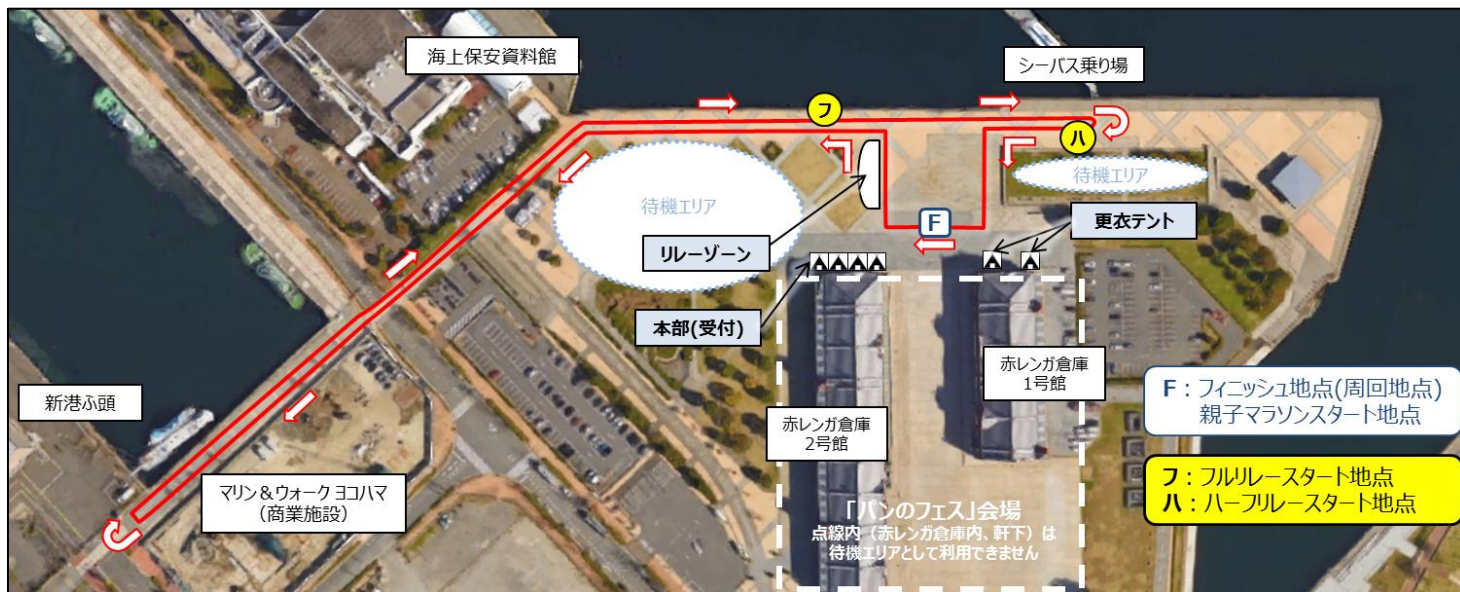 海上保安資料館
シーバス乗り場
フ
ハ
待機エリア
待機エリア
F
更衣テント
リレーゾーン
本部(受付)
新港ふ頭
赤レンガ倉庫
1号館
赤レンガ倉庫
2号館
マリン＆ウォーク ヨコハマ
（商業施設）
「パンのフェス」会場
点線内（赤レンガ倉庫内、軒下）は
待機エリアとして利用できません
F：フィニッシュ地点(周回地点)
親子マラソンスタート地点
フ：フルリレースタート地点
ハ：ハーフリレースタート地点